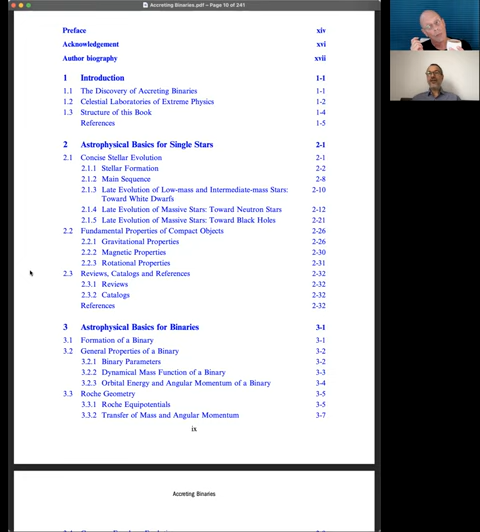 Accreting Binaries.pdf – Page 10 of 241
Preface xiv
Acknowledgement xvi
Author biography xvii
1 Introduction 1-1
1.1 The Discovery of Accreting Binaries 1-1
1.2 Celestial Laboratories of Extreme Physics 1-2
1.3 Structure of this Book 1-4
References 1-5
2 Astrophysical Basics for Single Stars 2-1
2.1 Concise Stellar Evolution 2-1
2.1.1 Stellar Formation 2-2
2.1.2 Main Sequence 2-8
2.1.3 Late Evolution of Low-mass and Intermediate-mass Stars: 2-10
Toward White Dwarfs
2.1.4 Late Evolution of Massive Stars: Toward Neutron Stars 2-12
2.1.5 Late Evolution of Massive Stars: Toward Black Holes 2-21
2.2 Fundamental Properties of Compact Objects 2-26
2.2.1 Gravitational Properties 2-26
2.2.2 Magnetic Properties 2-30
2.2.3 Rotational Properties 2-31
2.3 Reviews, Catalogs and References 2-32
2.3.1 Reviews 2-32
2.3.2 Catalogs 2-32
References 2-32
3 Astrophysical Basics for Binaries 3-1
3.1 Formation of a Binary 3-1
3.2 General Properties of a Binary 3-2
3.2.1 Binary Parameters 3-2
3.2.2 Dynamical Mass Function of a Binary 3-3
3.2.3 Orbital Energy and Angular Momentum of a Binary 3-4
3.3 Roche Geometry 3-5
3.3.1 Roche Equipotentials 3-5
3.3.2 Transfer of Mass and Angular Momentum 3-7
ix
Accreting Binaries